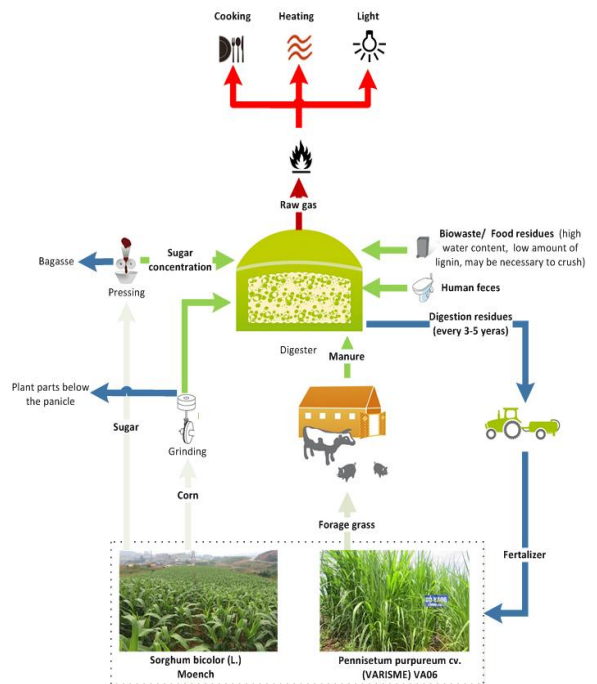 Cooking
Heating
Light
Raw gas
Biowaste/ Food residues (high
water content, low amount of
lignin, may be necessary to crush)
Bagasse
Sugar
concentration
Pressing
Human feces
Digestion residues
(every 3-5 yeras)
Digester
Manure
Plant parts below
the panicle
Sugar
Grinding
Corn
Forage grass
Fertalizer
Sorghum bicolor (L.)
Moench
Pennisetum purpureum cv.
(VARISME) VA06